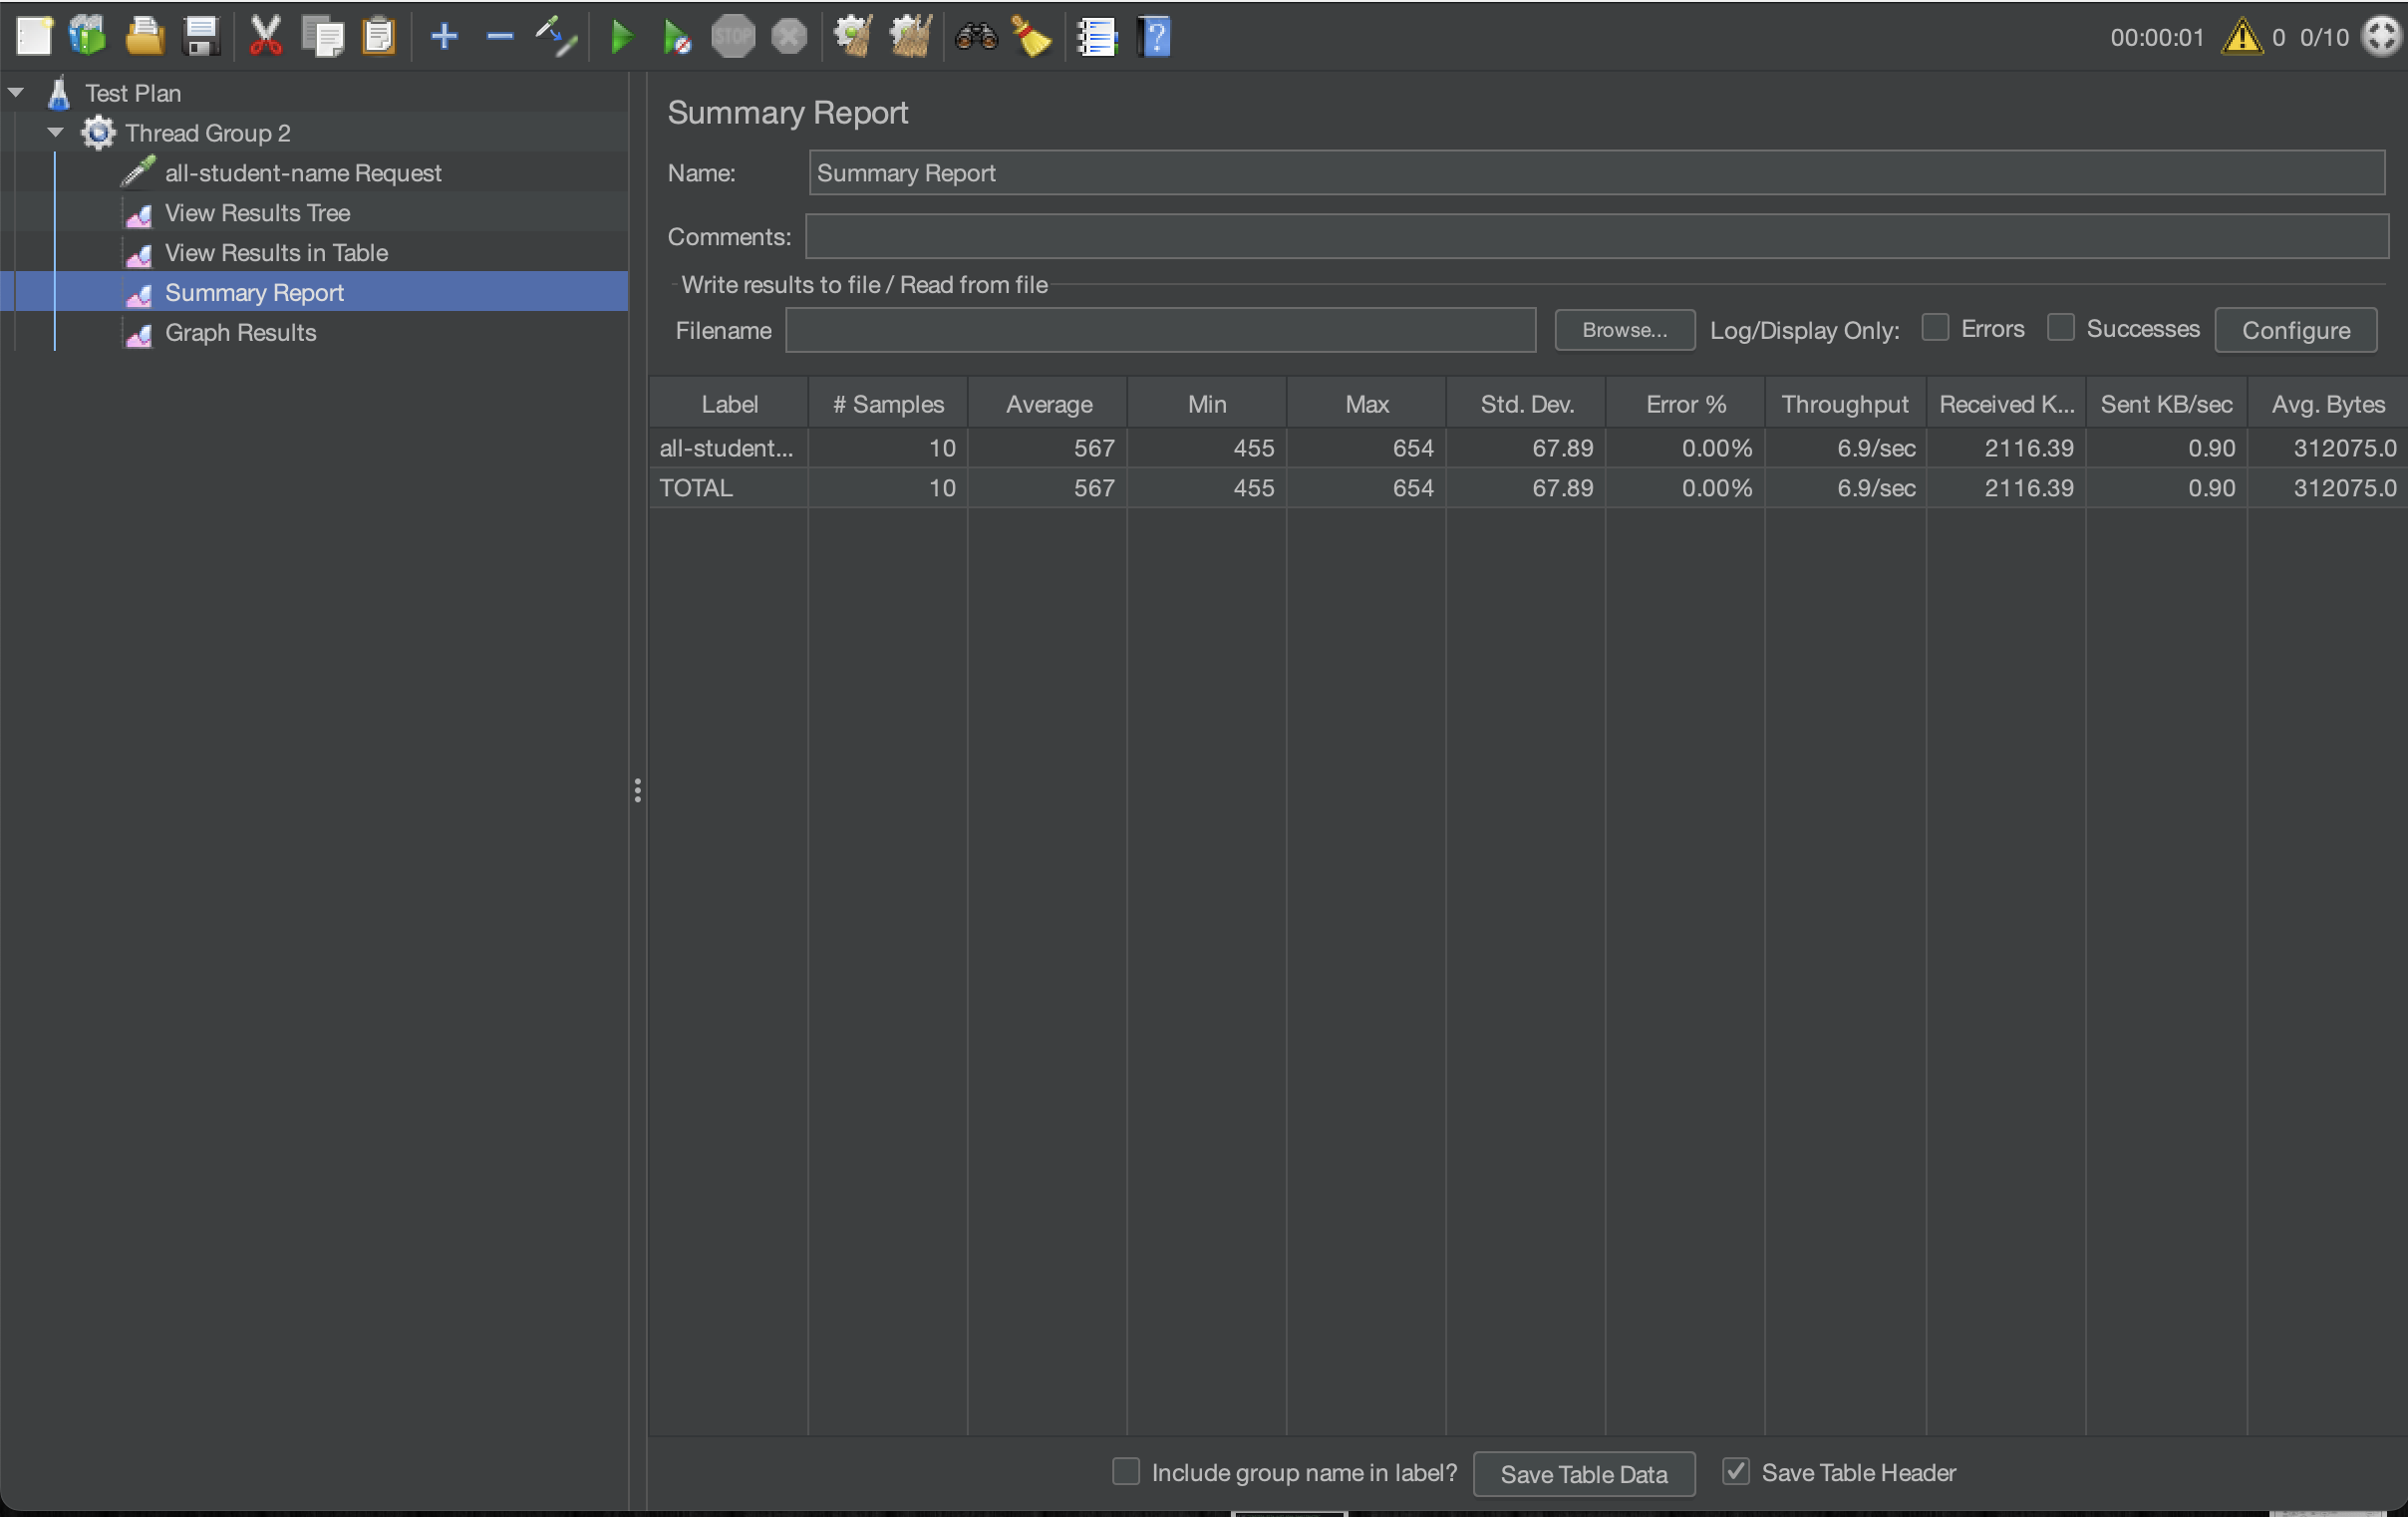 STOP
?
00:00:01
0
0/10
Test Plan
Thread Group 2
all-student-name Request
View Results Tree
View Results in Table
Summary Report
Graph Results
Summary Report
Name: Summary Report
Comments:
Write results to file / Read from file
Filename Browse... Log/Display Only: Errors Successes Configure
Label # Samples Average Min Max Std. Dev. Error % Throughput Received K... Sent KB/sec Avg. Bytes
all-student... 10 567 455 654 67.89 0.00% 6.9/sec 2116.39 0.90 312075.0
TOTAL 10 567 455 654 67.89 0.00% 6.9/sec 2116.39 0.90 312075.0
Include group name in label? Save Table Data Save Table Header